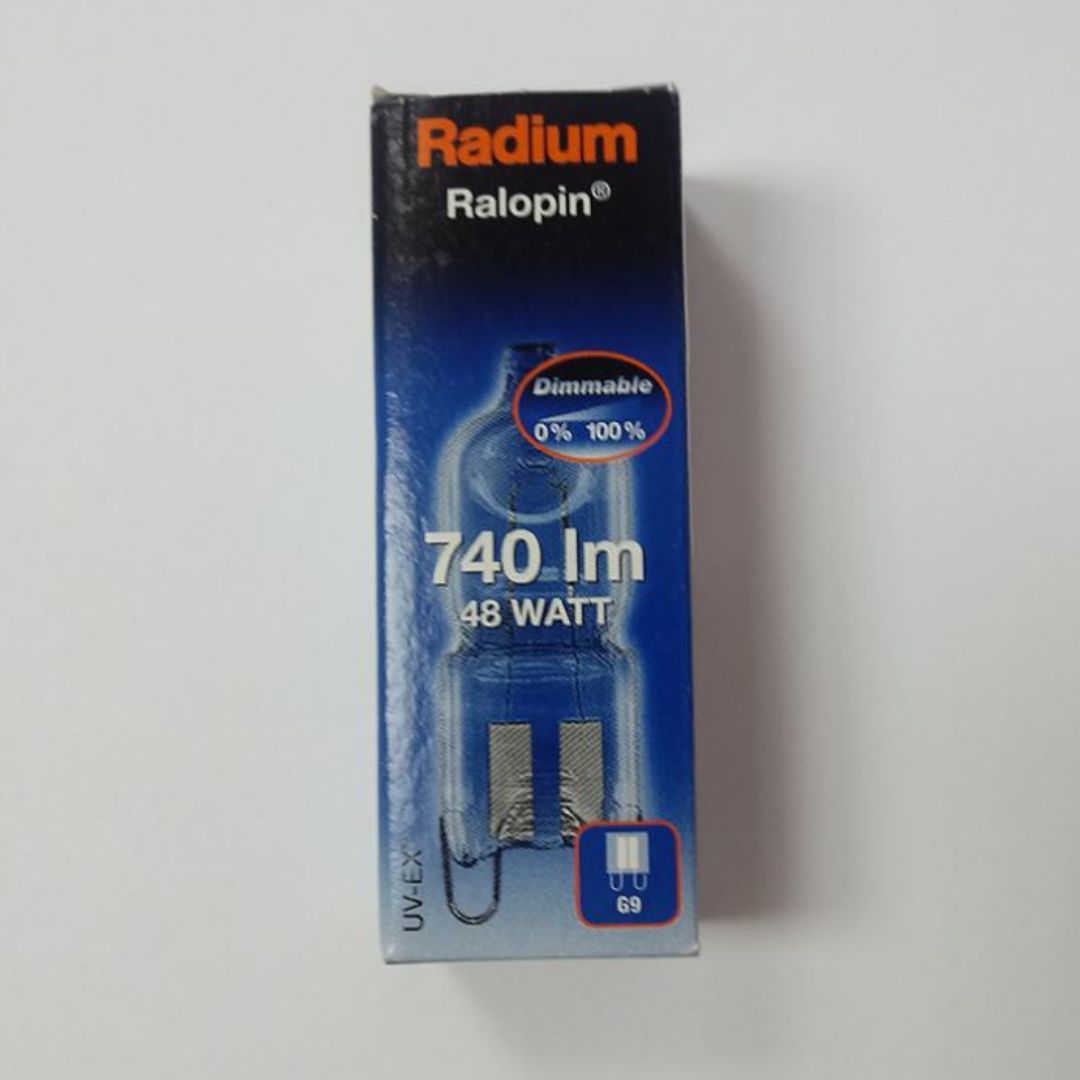 Radium
Ralopin®
Dimmable
0% 100%
740 lm
48 WATT
UV-EX
G9